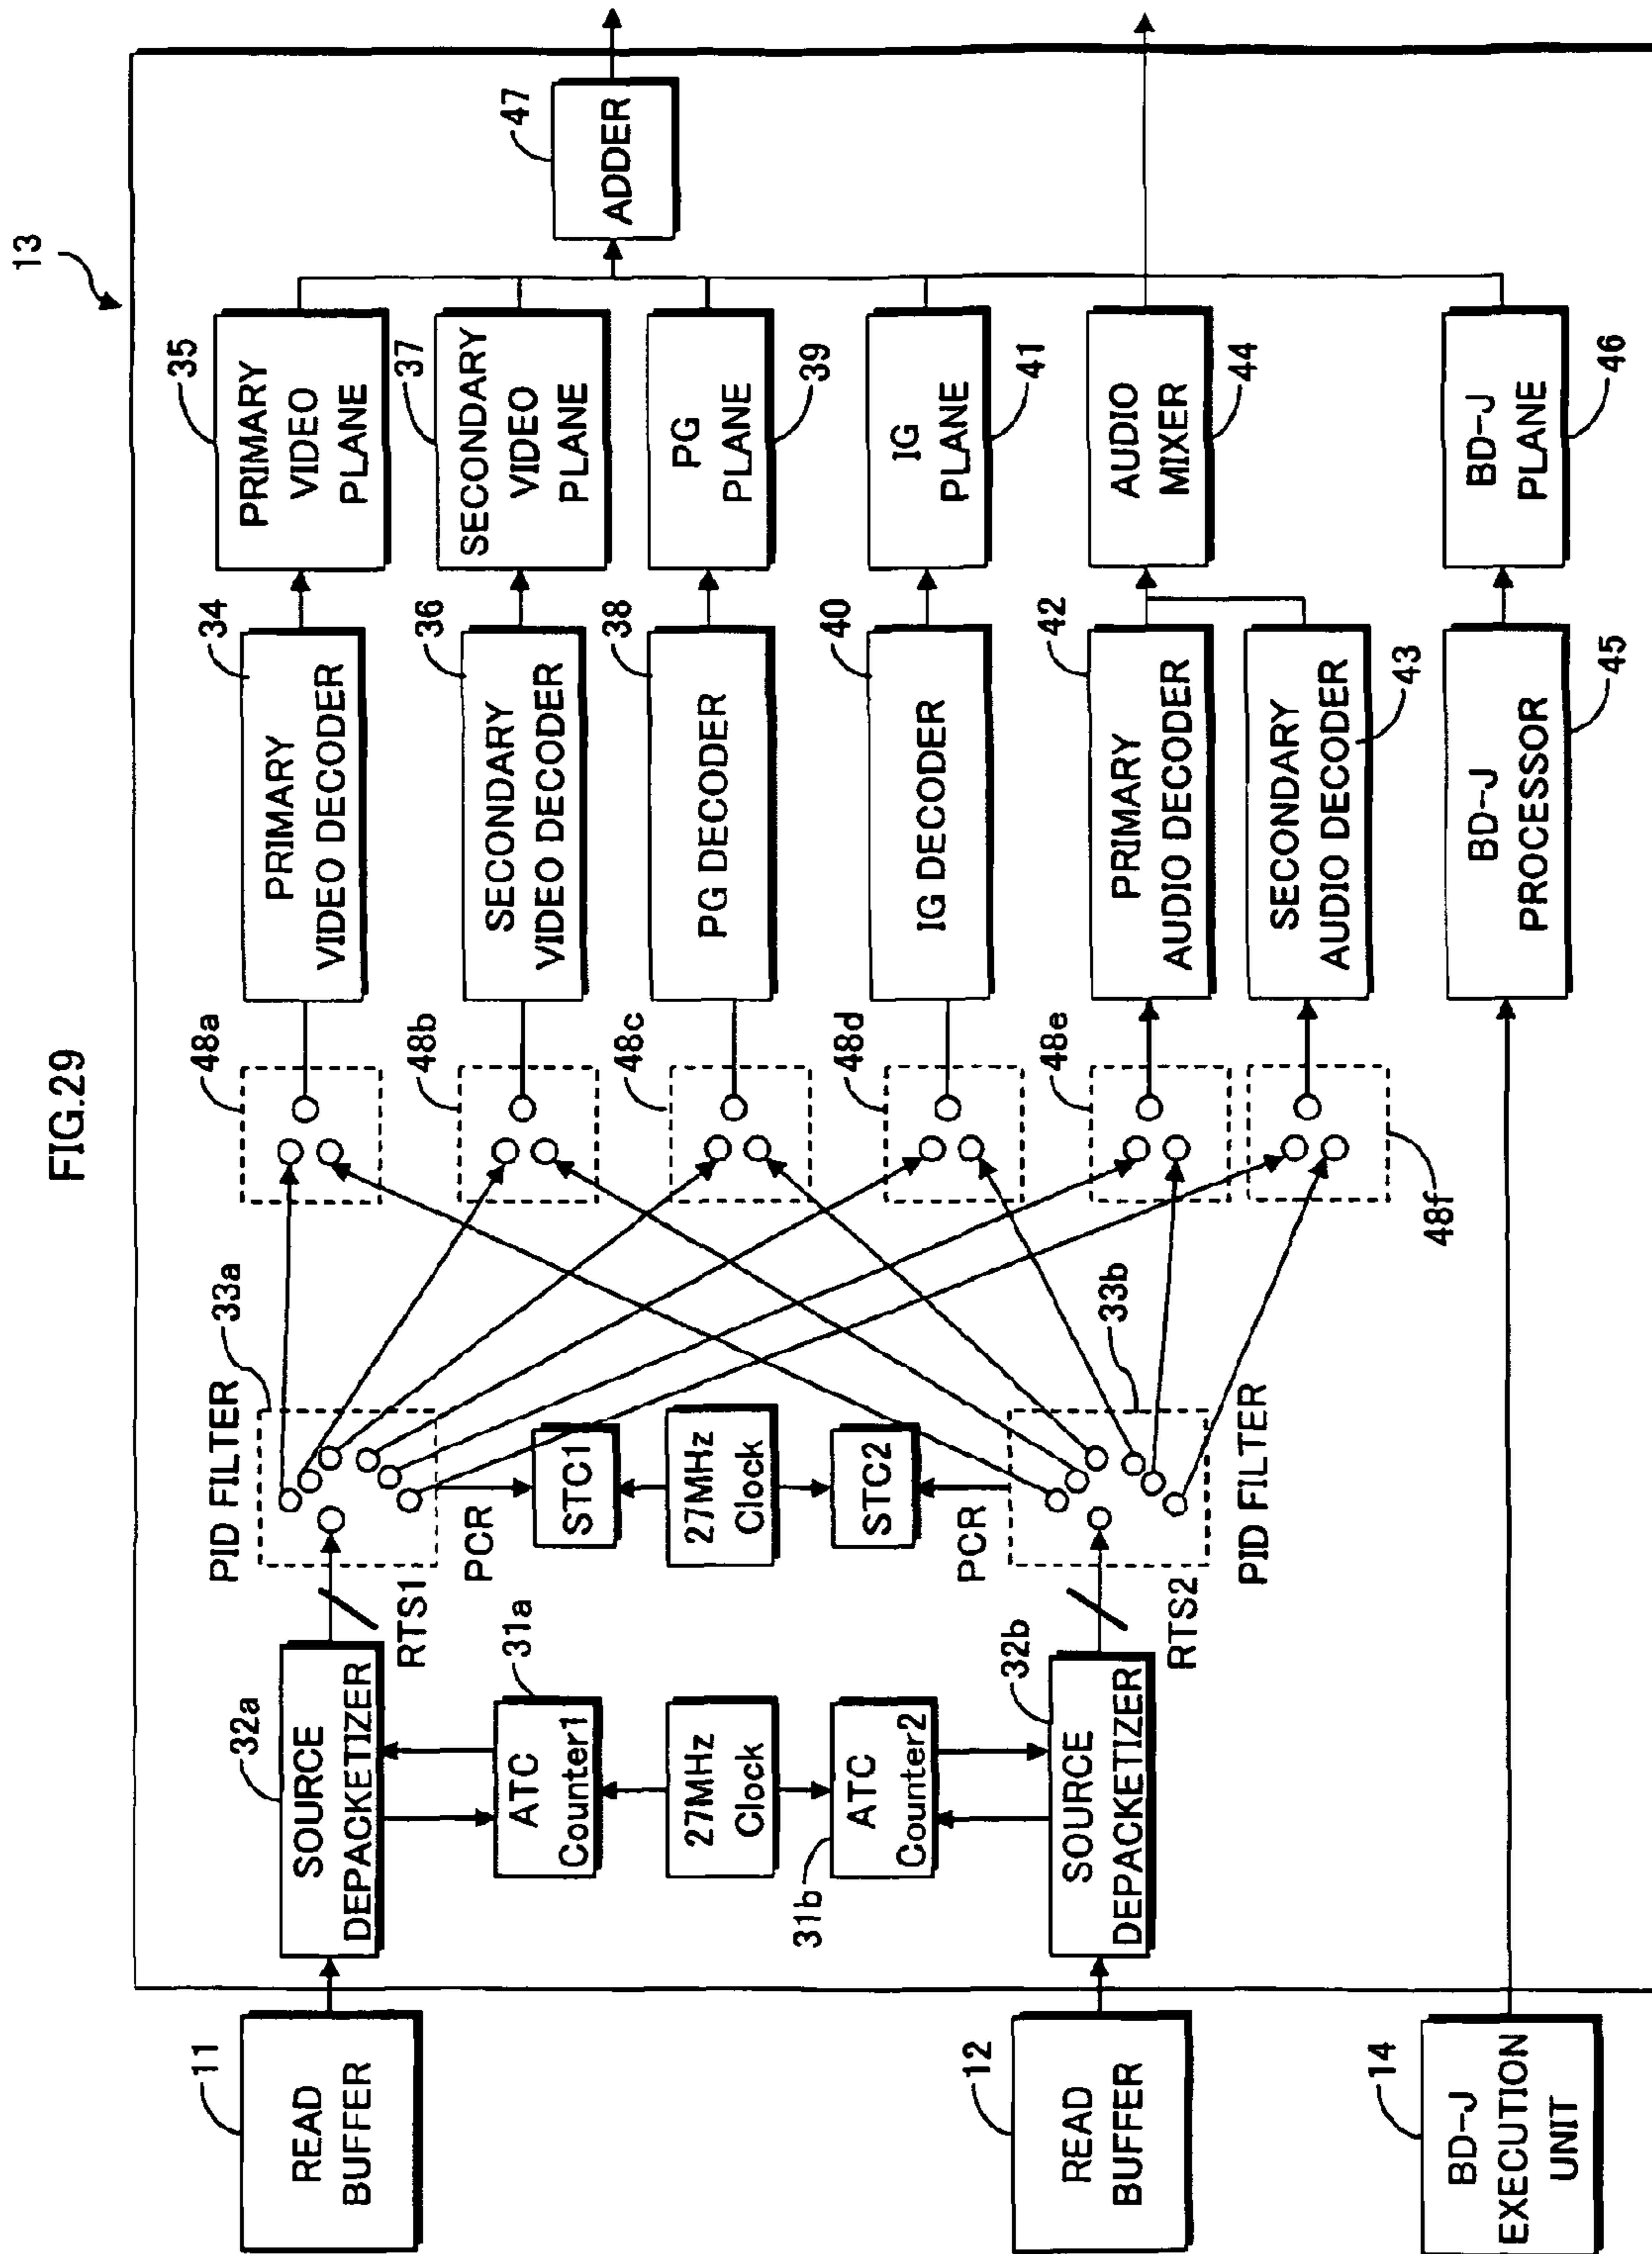 FIG.29
13
11
READ
BUFFER
32a
SOURCE
DEPACKETIZER
RTS1
PID FILTER
33a
48a
34
PRIMARY
VIDEO DECODER
35
PRIMARY
VIDEO
PLANE
48b
36
SECONDARY
VIDEO DECODER
37
SECONDARY
VIDEO
PLANE
47
ADDER
31a
ATC
Counter1
PCR
STC1
48c
38
PG DECODER
PG
PLANE
39
27MHz
Clock
27MHz
Clock
48d
40
IG DECODER
IG
PLANE
41
31b
ATC
Counter2
PCR
STC2
12
READ
BUFFER
32b
SOURCE
DEPACKETIZER
RTS2
33b
PID FILTER
48e
42
PRIMARY
AUDIO DECODER
AUDIO
MIXER
44
48f
SECONDARY
AUDIO DECODER
43
14
BD-J
EXECUTION
UNIT
BD-J
PROCESSOR
45
BD-J
PLANE
46